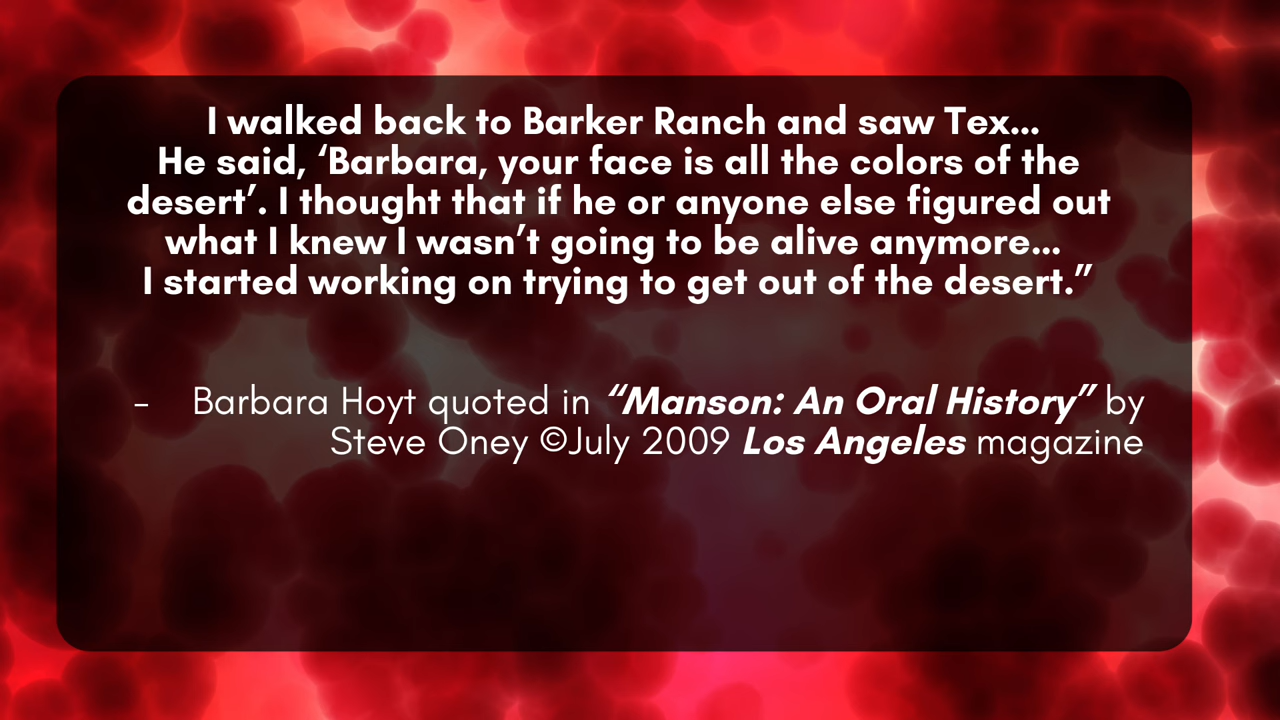 I walked back to Barker Ranch and saw Tex...
He said, ‘Barbara, your face is all the colors of the
desert’. I thought that if he or anyone else figured out
what I knew I wasn’t going to be alive anymore...
I started working on trying to get out of the desert.”
- Barbara Hoyt quoted in “Manson: An Oral History” by
Steve Oney ©July 2009 Los Angeles magazine